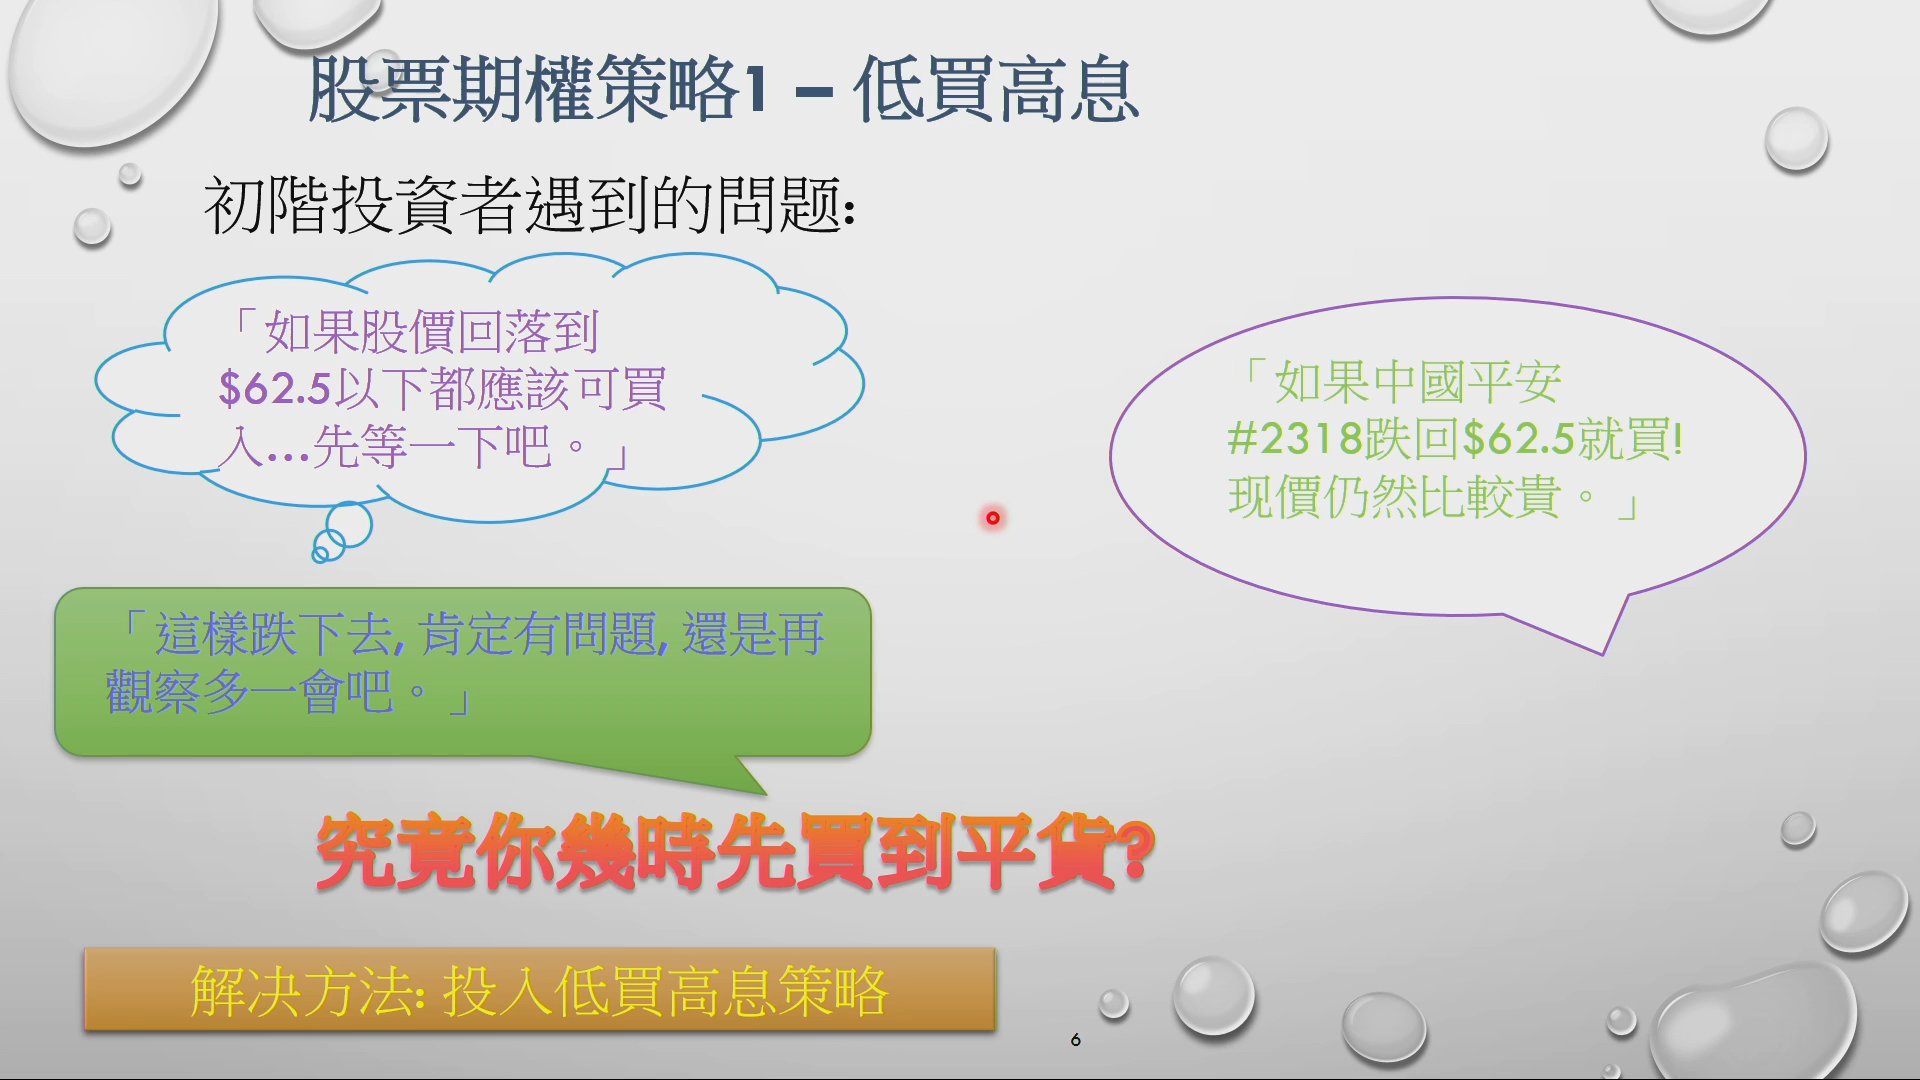 股票期權策略1 – 低買高息
初階投資者遇到的問題:
「如果股價回落到
$62.5以下都應該可買
入…先等一下吧。」
「如果中國平安
#2318跌回$62.5就買!
現價仍然比較貴。」
「這樣跌下去, 肯定有問題, 還是再
觀察多一會吧。」
究竟你幾時先買到平貨?
解決方法: 投入低買高息策略
6